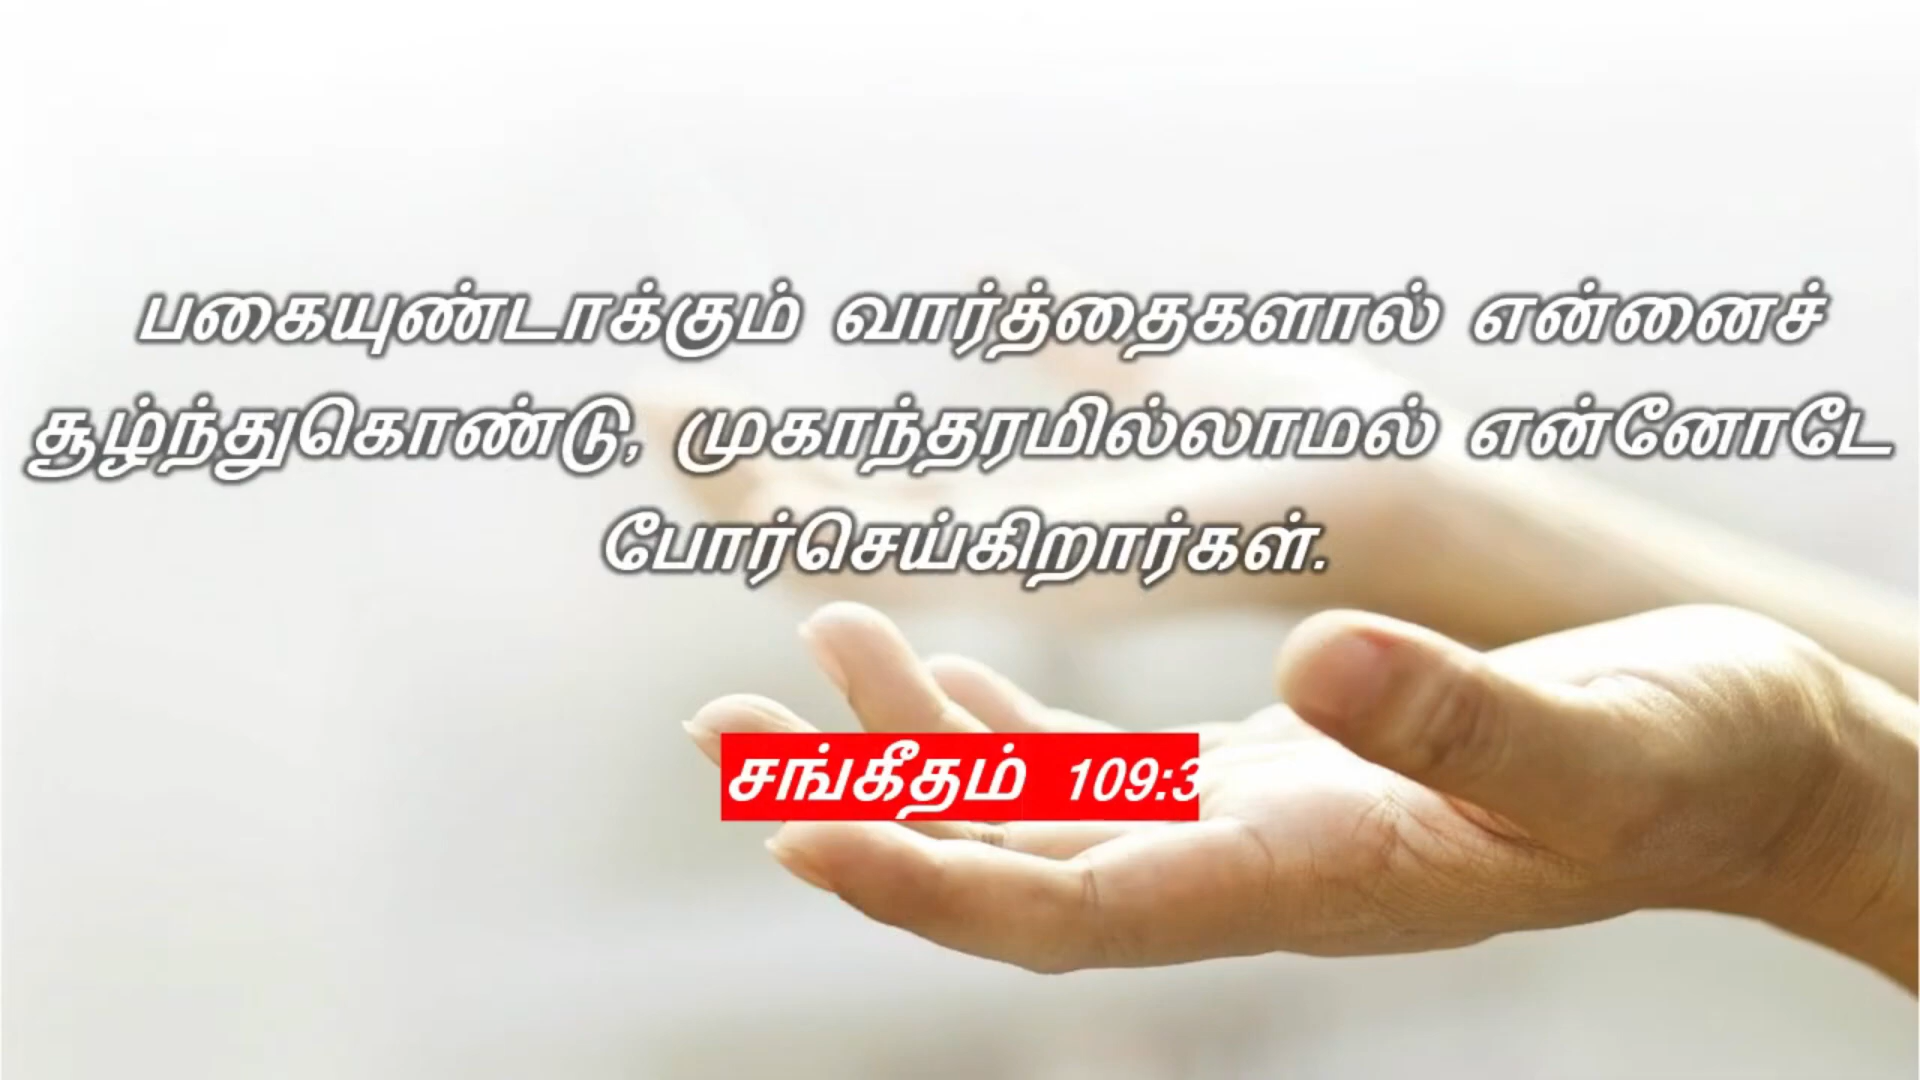 பகையுண்டாக்கும் வார்த்தைகளால் என்னைச்
சூழ்ந்துகொண்டு, முகாந்தரமில்லாமல் என்னோடே
போர்செய்கிறார்கள்.
சங்கீதம் 109:3